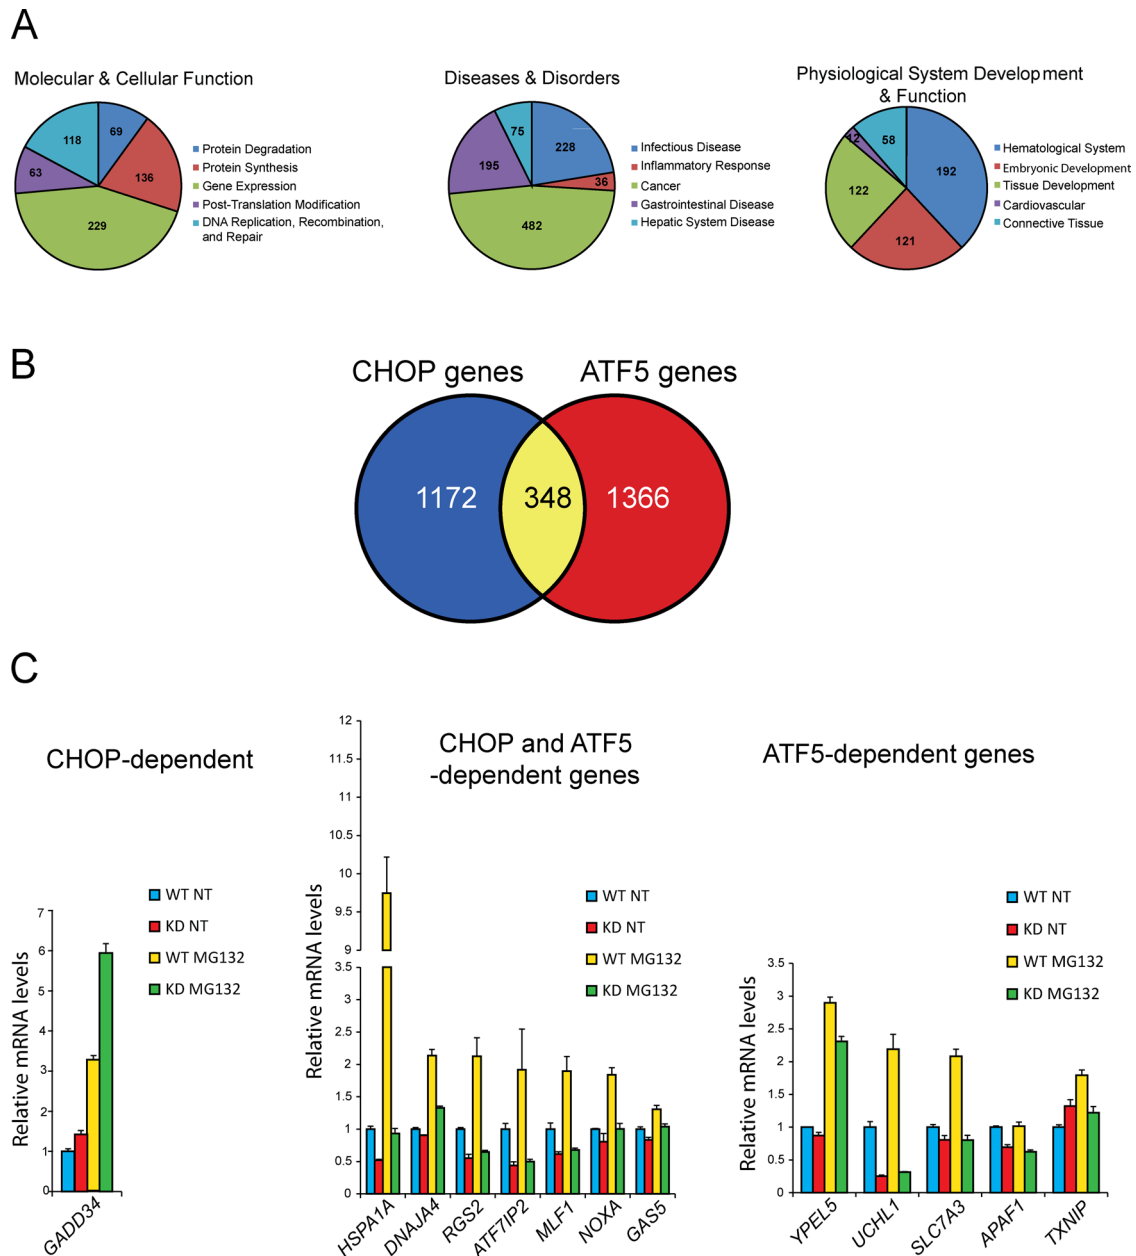 A
Molecular & Cellular Function
69
136
229
63
118
Protein Degradation
Protein Synthesis
Gene Expression
Post-Translation Modification
DNA Replication, Recombination,
and Repair
Diseases & Disorders
228
36
482
195
75
Infectious Disease
Inflammatory Response
Cancer
Gastrointestinal Disease
Hepatic System Disease
Physiological System Development
& Function
192
121
122
12
58
Hematological System
Embryonic Development
Tissue Development
Cardiovascular
Connective Tissue
B
CHOP genes
ATF5 genes
1172
348
1366
C
CHOP-dependent
WT NT
KD NT
WT MG132
KD MG132
Relative mRNA levels
7
6
5
4
3
2
1
0
GADD34
CHOP and ATF5
-dependent genes
WT NT
KD NT
WT MG132
KD MG132
Relative mRNA levels
12
11.5
11
10.5
10
9.5
9
3.5
3
2.5
2
1.5
1
0.5
0
HSPA1A
DNAJA4
RGS2
ATF7IP2
MLF1
NOXA
GAS5
ATF5-dependent genes
WT NT
KD NT
WT MG132
KD MG132
Relative mRNA levels
3.5
3
2.5
2
1.5
1
0.5
0
YPEL5
UCHL1
SLC7A3
APAF1
TXNIP